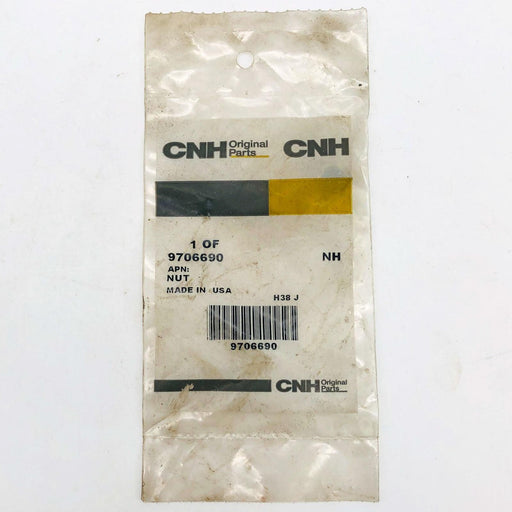 CNH Original Parts CNH
1 OF
9706690 NH
APN:
NUT
MADE IN USA
H38 J
9706690
CNH Original Parts